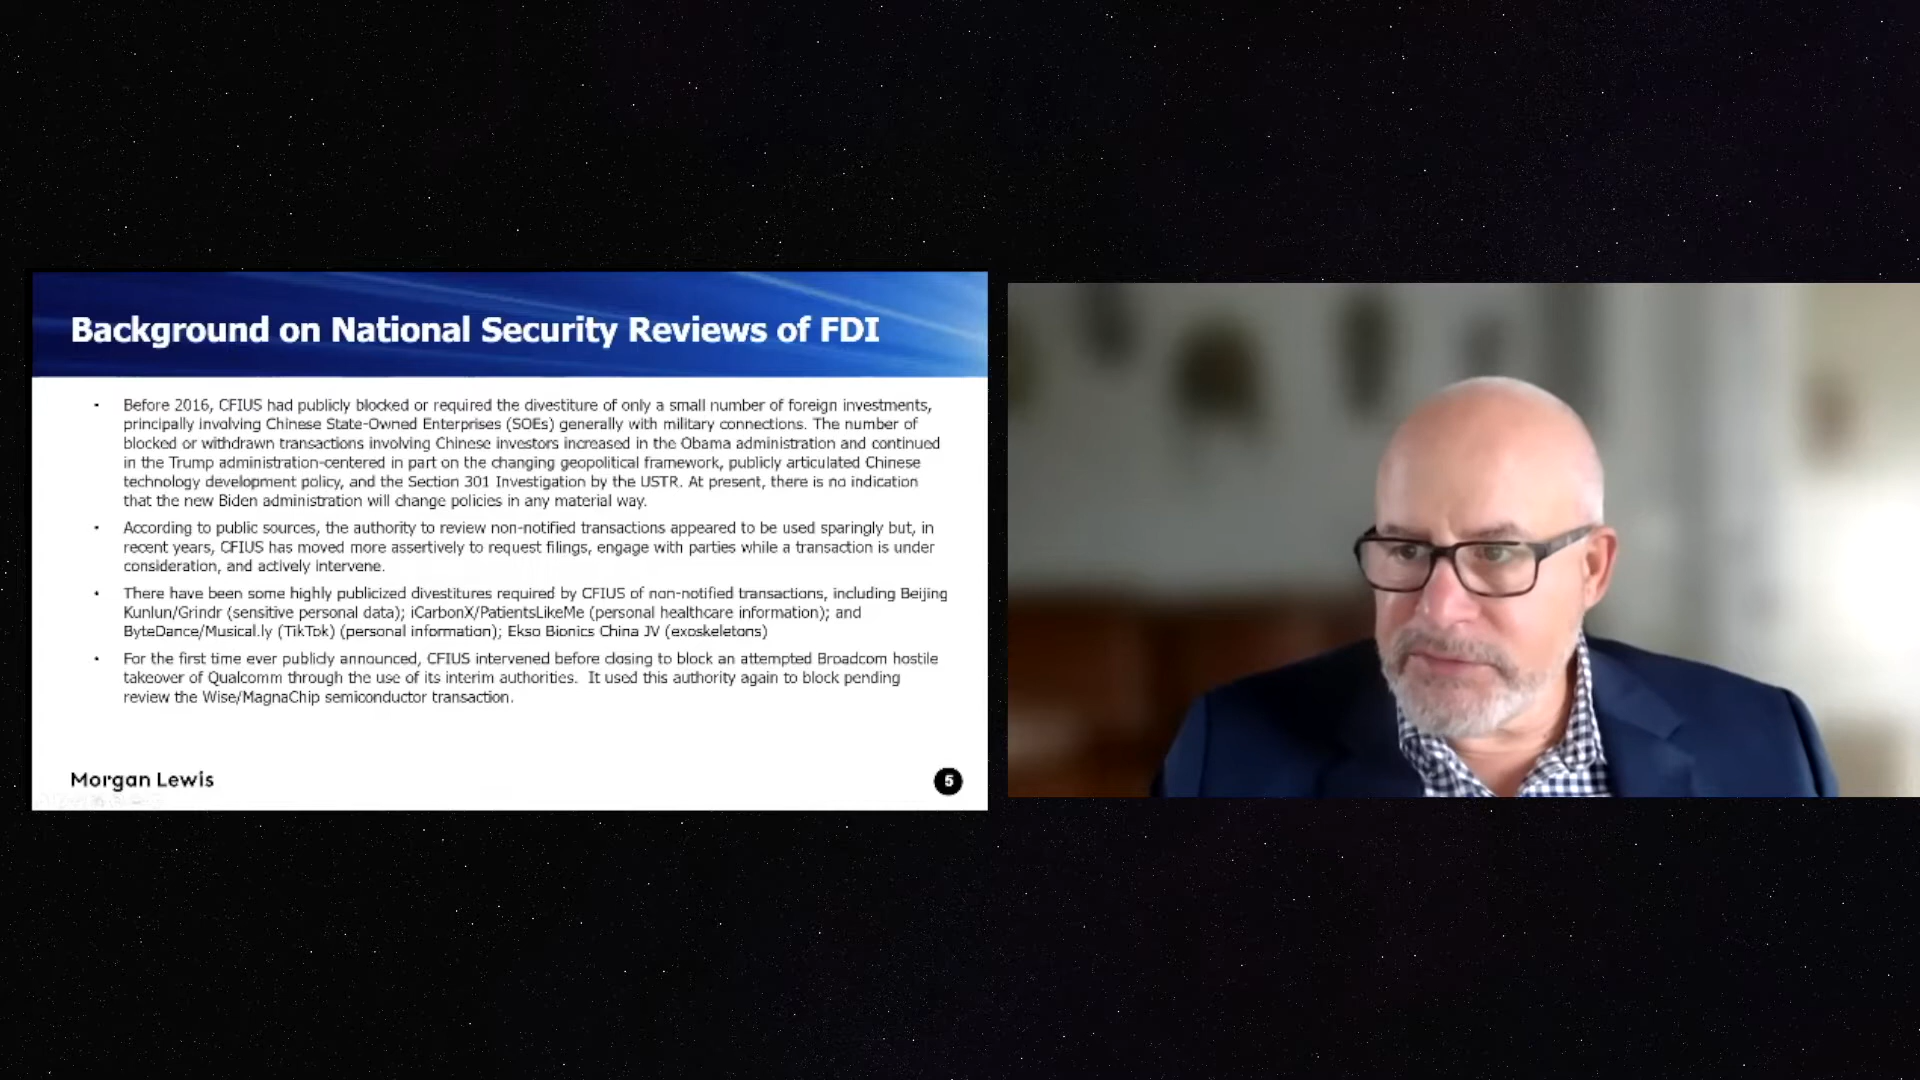 Background on National Security Reviews of FDI
• Before 2016, CFIUS had publicly blocked or required the divestiture of only a small number of foreign investments,
principally involving Chinese State-Owned Enterprises (SOEs) generally with military connections. The number of
blocked or withdrawn transactions involving Chinese investors increased in the Obama administration and continued
in the Trump administration-centered in part on the changing geopolitical framework, publicly articulated Chinese
technology development policy, and the Section 301 Investigation by the USTR. At present, there is no indication
that the new Biden administration will change policies in any material way.
• According to public sources, the authority to review non-notified transactions appeared to be used sparingly but, in
recent years, CFIUS has moved more assertively to request filings, engage with parties while a transaction is under
consideration, and actively intervene.
• There have been some highly publicized divestitures required by CFIUS of non-notified transactions, including Beijing
Kunlun/Grindr (sensitive personal data); iCarbonX/PatientsLikeMe (personal healthcare information); and
ByteDance/Musical.ly (TikTok) (personal information); Ekso Bionics China JV (exoskeletons)
• For the first time ever publicly announced, CFIUS intervened before closing to block an attempted Broadcom hostile
takeover of Qualcomm through the use of its interim authorities. It used this authority again to block pending
review the Wise/MagnaChip semiconductor transaction.
Morgan Lewis
5